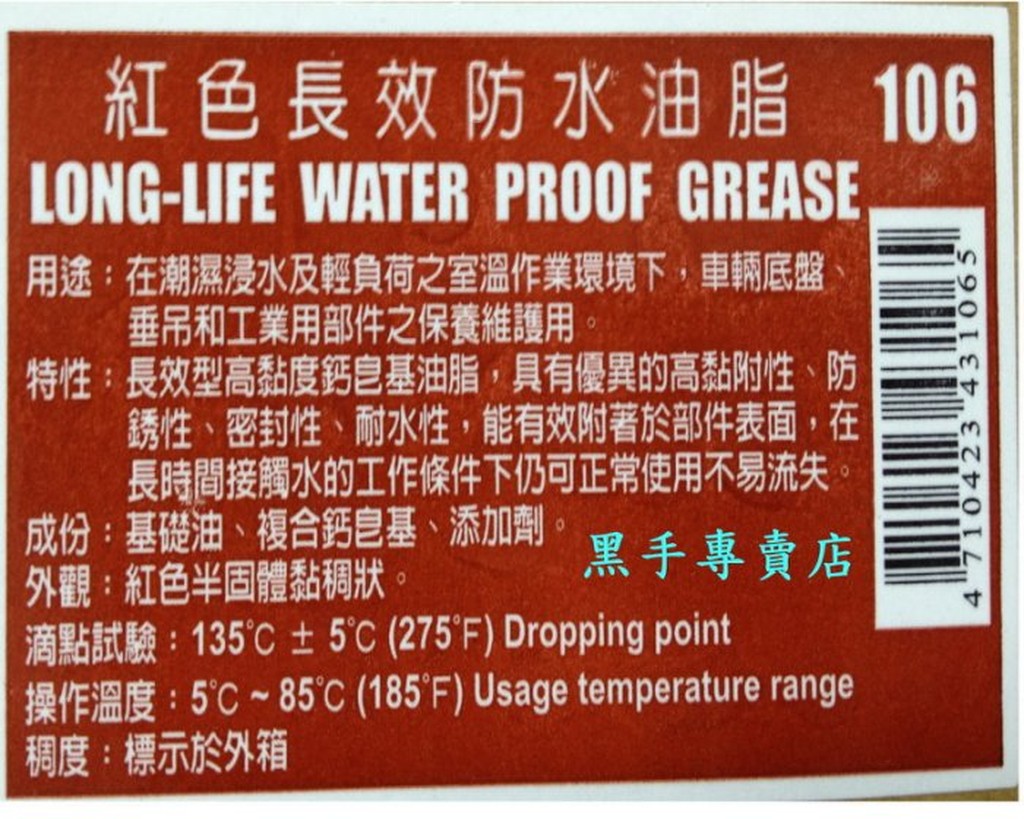 紅色長效防水油脂 106
LONG-LIFE WATER PROOF GREASE
用途：在潮濕浸水及輕負荷之室溫作業環境下，車輛底盤、
垂吊和工業用部件之保養維護用。
特性：長效型高黏度鈣皂基油脂，具有優異的高黏附性、防
銹性、密封性、耐水性，能有效附著於部件表面，在
長時間接觸水的工作條件下仍可正常使用不易流失。
成份：基礎油、複合鈣皂基、添加劑。
外觀：紅色半固體黏稠狀。
滴點試驗：135℃ ± 5℃ (275℉) Dropping point
操作溫度：5℃ ~ 85℃ (185℉) Usage temperature range
稠度：標示於外箱
4 710423 431065
黑手專賣店